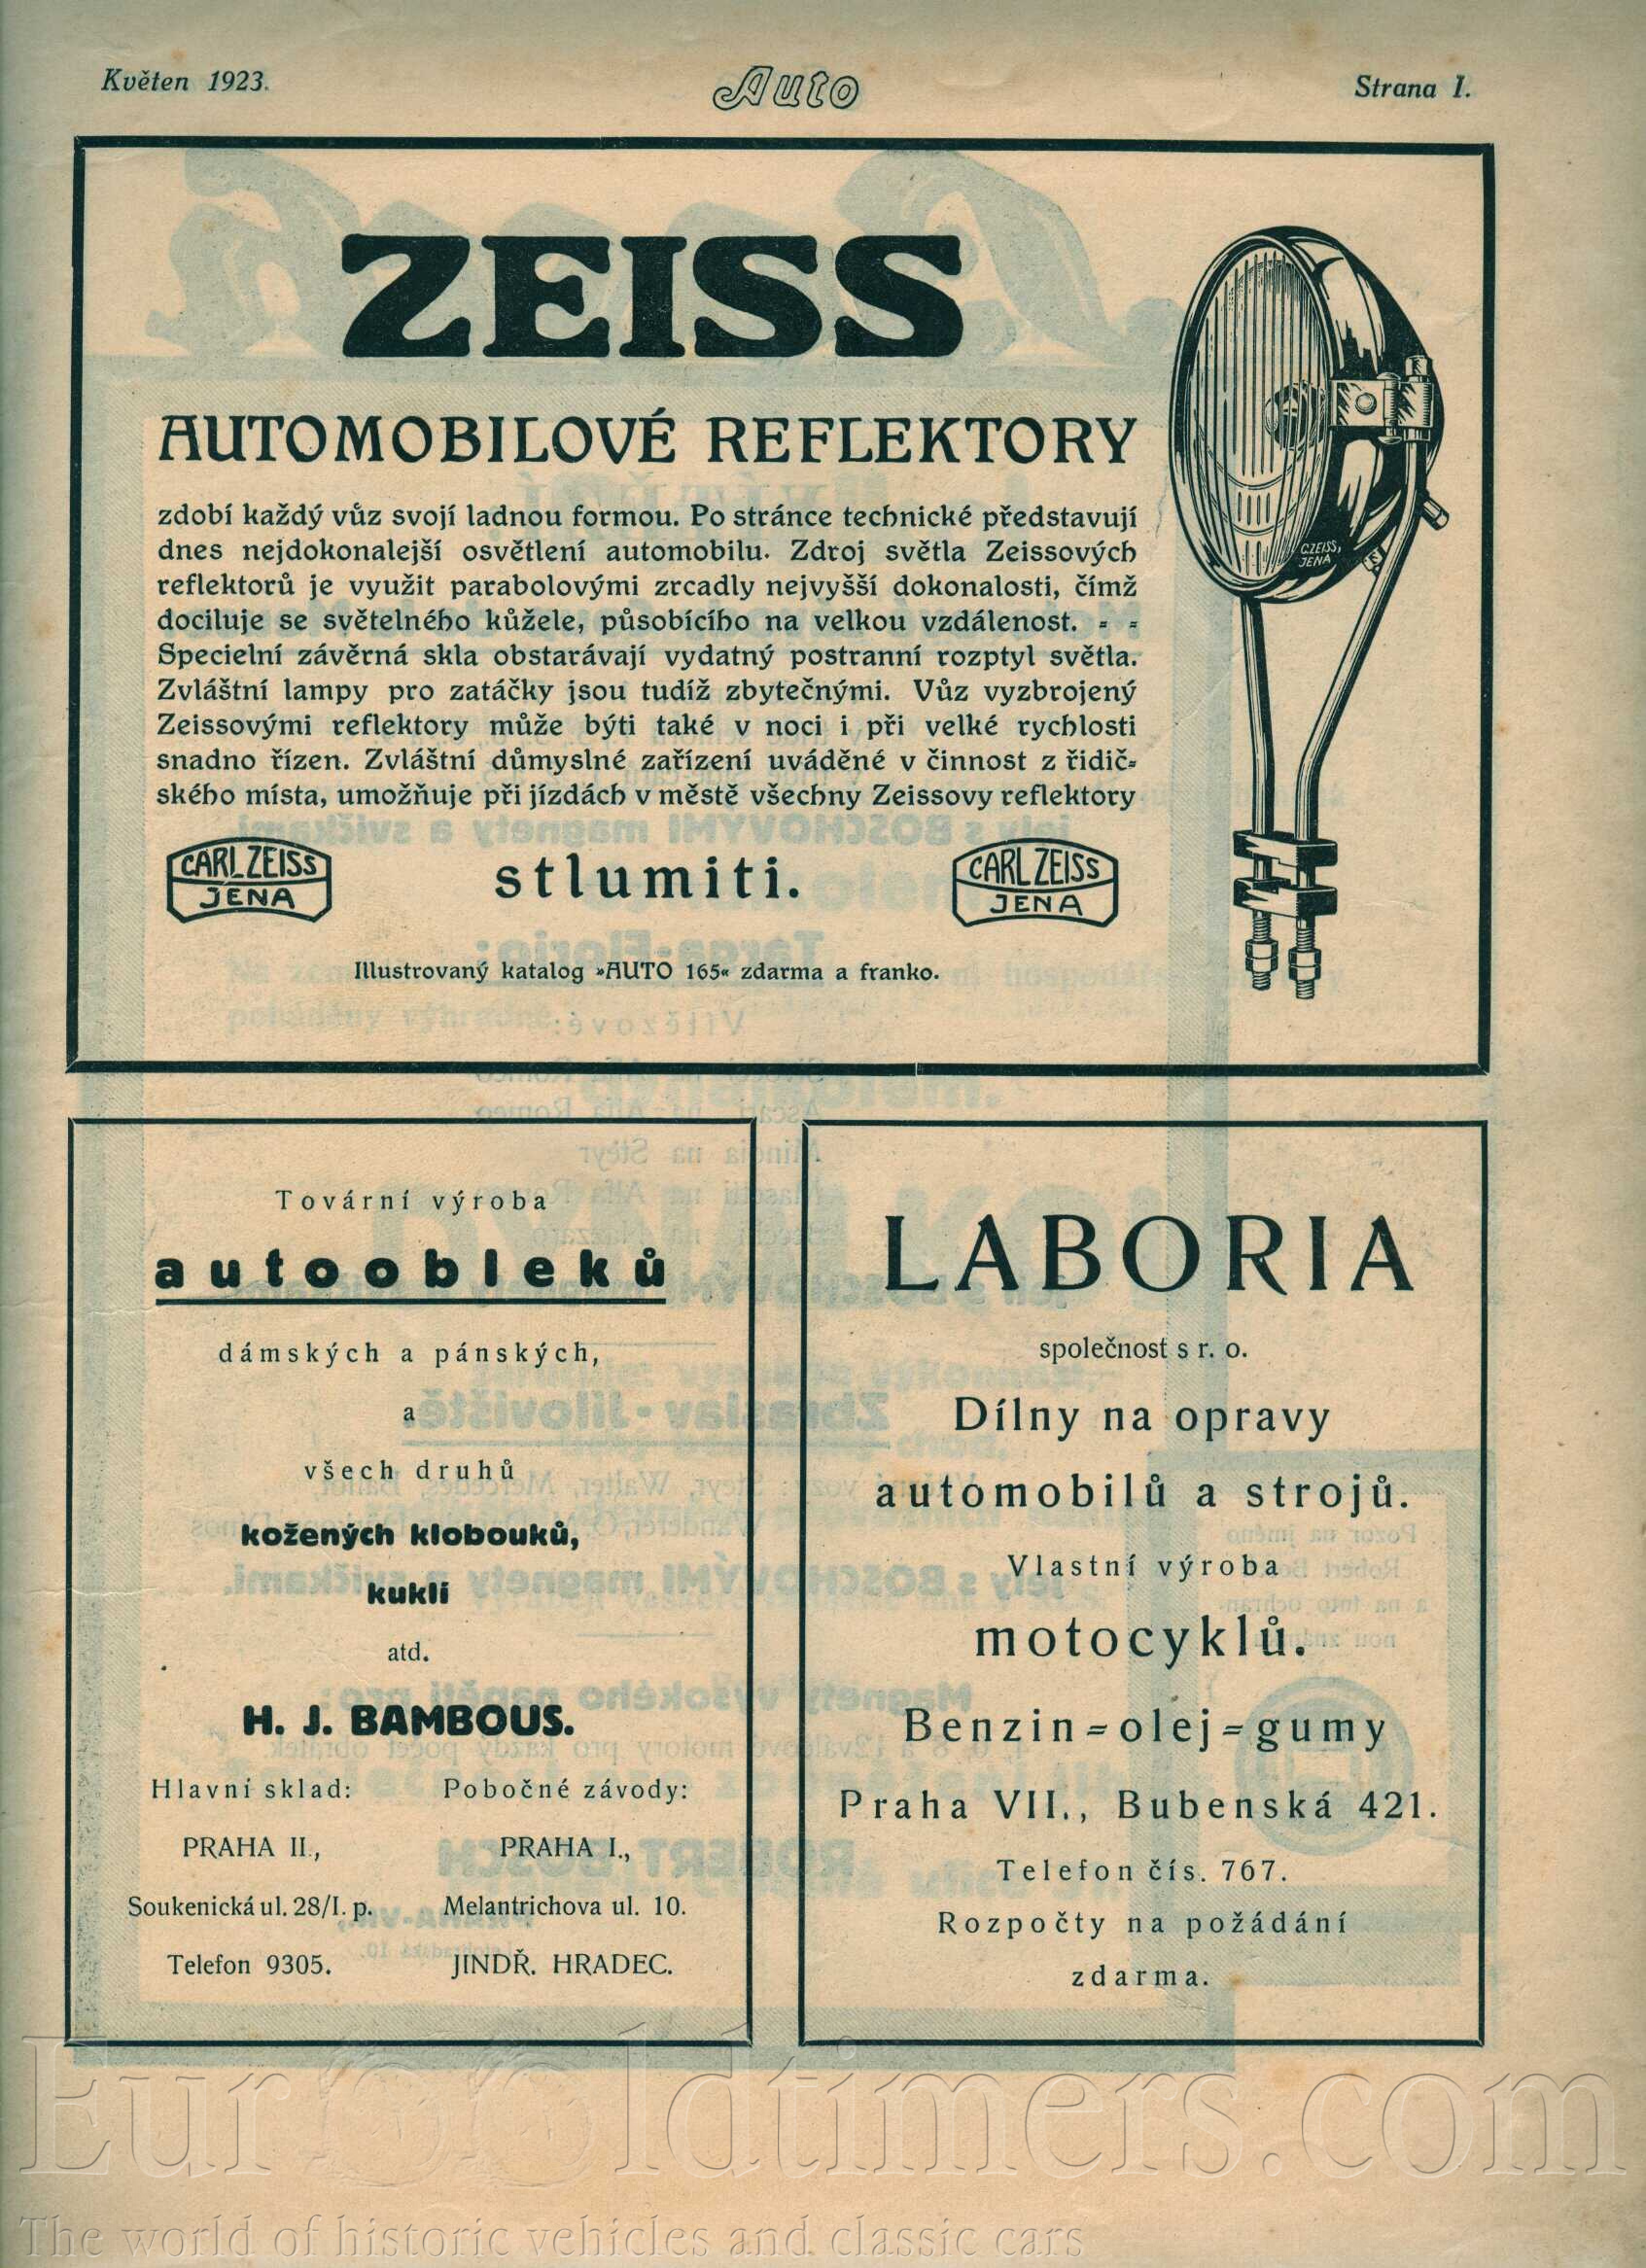 Květen 1923.
Auto
Strana I.
ZEISS
AUTOMOBILOVÉ REFLEKTORY
zdobí každý vůz svojí ladnou formou. Po stránce technické představují
dnes nejdokonalejší osvětlení automobilu. Zdroj světla Zeissových
reflektorů je využit parabolovými zrcadly nejvyšší dokonalosti, čímž
dociluje se světelného kůžele, působícího na velkou vzdálenost. - -
Specielní závěrná skla obstarávají vydatný postranní rozptyl světla.
Zvláštní lampy pro zatáčky jsou tudíž zbytečnými. Vůz vyzbrojený
Zeissovými reflektory může býti také v noci i při velké rychlosti
snadno řízen. Zvláštní důmyslné zařízení uváděné v činnost z řidič-
ského místa, umožňuje při jízdách v městě všechny Zeissovy reflektory
stlumiti.
CARL ZEISS
JENA
CARL ZEISS
JENA
C. ZEISS,
JENA
Illustrovaný katalog »AUTO 165« zdarma a franko.
Tovární výroba
autoobleků
dámských a pánských,
a
všech druhů
kožených klobouků,
kuklí
atd.
H. J. BAMBOUS.
Hlavní sklad:
PRAHA II.,
Soukenická ul. 28/I. p.
Telefon 9305.
Pobočné závody:
PRAHA I.,
Melantrichova ul. 10.
JINDŘ. HRADEC.
LABORIA
společnost s r. o.
Dílny na opravy
automobilů a strojů.
Vlastní výroba
motocyklů.
Benzin-olej-gumy
Praha VII., Bubenská 421.
Telefon čís. 767.
Rozpočty na požádání
zdarma.
EuroOldtimers.com
The world of historic vehicles and classic cars